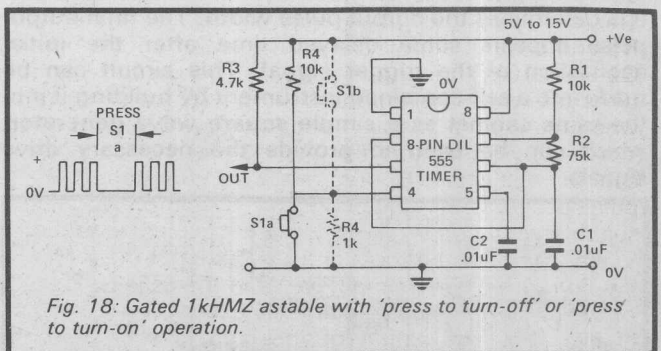 5V to 15V
+Ve
R3
4.7k
R4
10k
S1b
0V
R1
10k
PRESS
S1
1
8
8-PIN DIL
555
TIMER
R2
75k
+
0V
OUT
4
5
S1a
R4
1k
C2
.01uF
C1
.01uF
0V
Fig. 18: Gated 1kHMZ astable with 'press to turn-off' or 'press
to turn-on' operation.